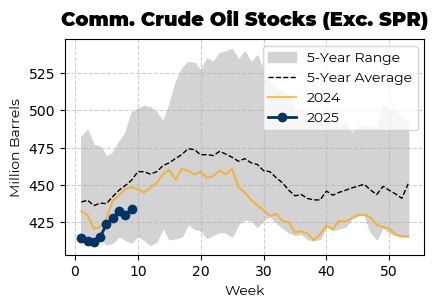 Comm. Crude Oil Stocks (Exc. SPR)
Million Barrels
525
500
475
450
425
5-Year Range
5-Year Average
2024
2025
0 10 20 30 40 50
Week